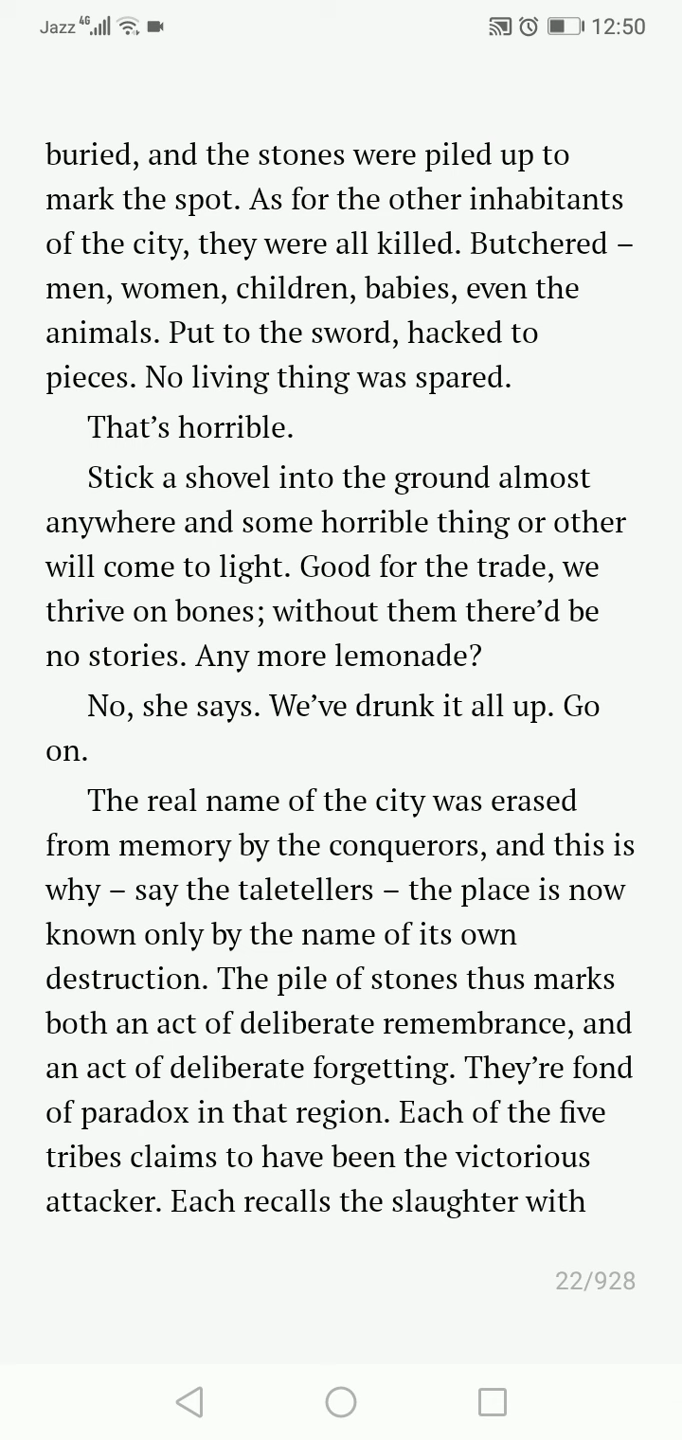 Jazz 4G 12:50
buried, and the stones were piled up to
mark the spot. As for the other inhabitants
of the city, they were all killed. Butchered –
men, women, children, babies, even the
animals. Put to the sword, hacked to
pieces. No living thing was spared.
That’s horrible.
Stick a shovel into the ground almost
anywhere and some horrible thing or other
will come to light. Good for the trade, we
thrive on bones; without them there’d be
no stories. Any more lemonade?
No, she says. We’ve drunk it all up. Go
on.
The real name of the city was erased
from memory by the conquerors, and this is
why – say the taletellers – the place is now
known only by the name of its own
destruction. The pile of stones thus marks
both an act of deliberate remembrance, and
an act of deliberate forgetting. They’re fond
of paradox in that region. Each of the five
tribes claims to have been the victorious
attacker. Each recalls the slaughter with
22/928